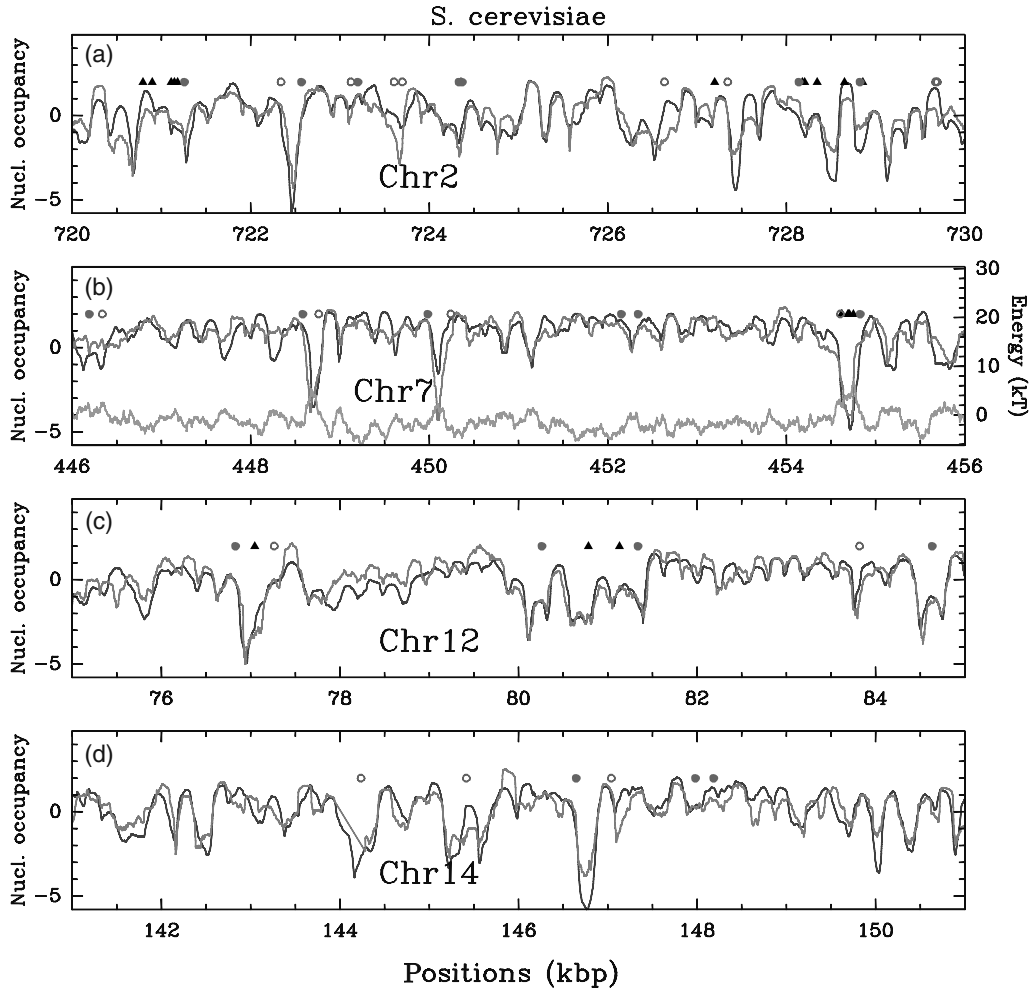 S. cerevisiae
(a)
Nucl. occupancy
0
−5
Chr2
720 722 724 726 728 730
(b)
Nucl. occupancy
0
−5
Chr7
30
20
10
0
Energy (kT)
446 448 450 452 454 456
(c)
Nucl. occupancy
0
−5
Chr12
76 78 80 82 84
(d)
Nucl. occupancy
0
−5
Chr14
142 144 146 148 150
Positions (kbp)